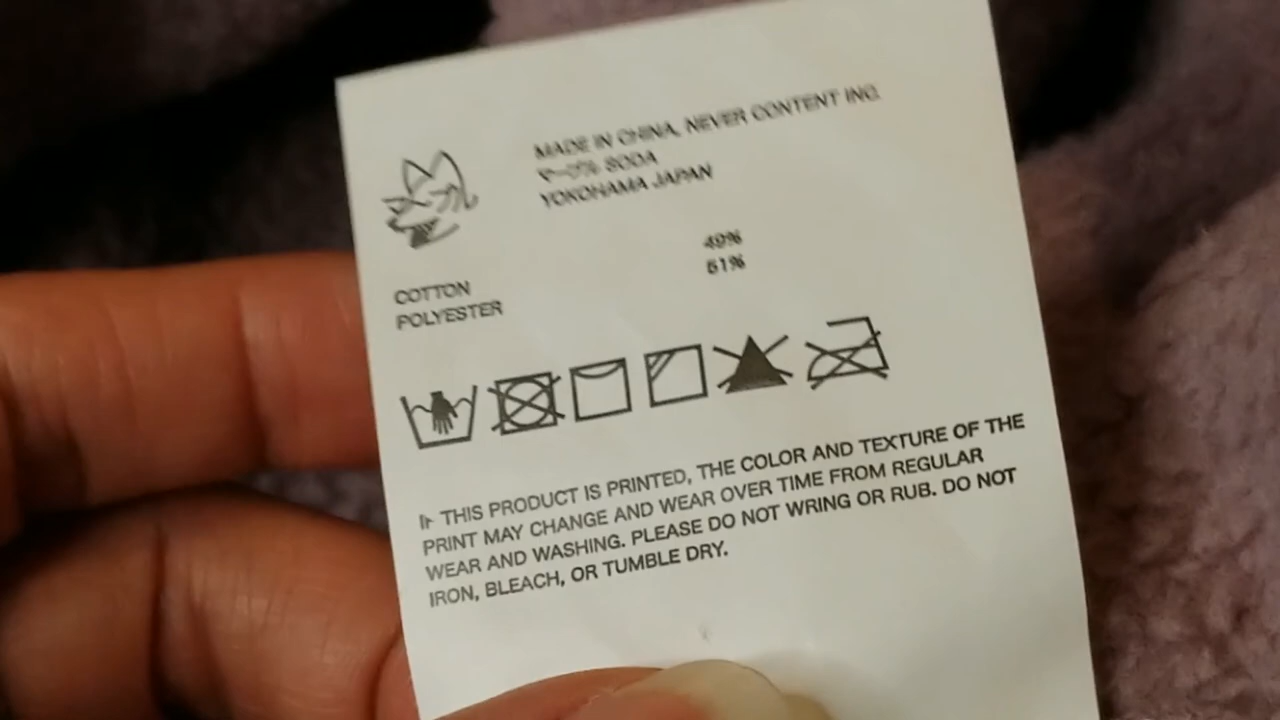 MADE IN CHINA, NEVER CONTENT INC.
SODA
YOKOHAMA JAPAN
COTTON 49%
POLYESTER 51%
THIS PRODUCT IS PRINTED, THE COLOR AND TEXTURE OF THE
PRINT MAY CHANGE AND WEAR OVER TIME FROM REGULAR
WEAR AND WASHING. PLEASE DO NOT WRING OR RUB. DO NOT
IRON, BLEACH, OR TUMBLE DRY.